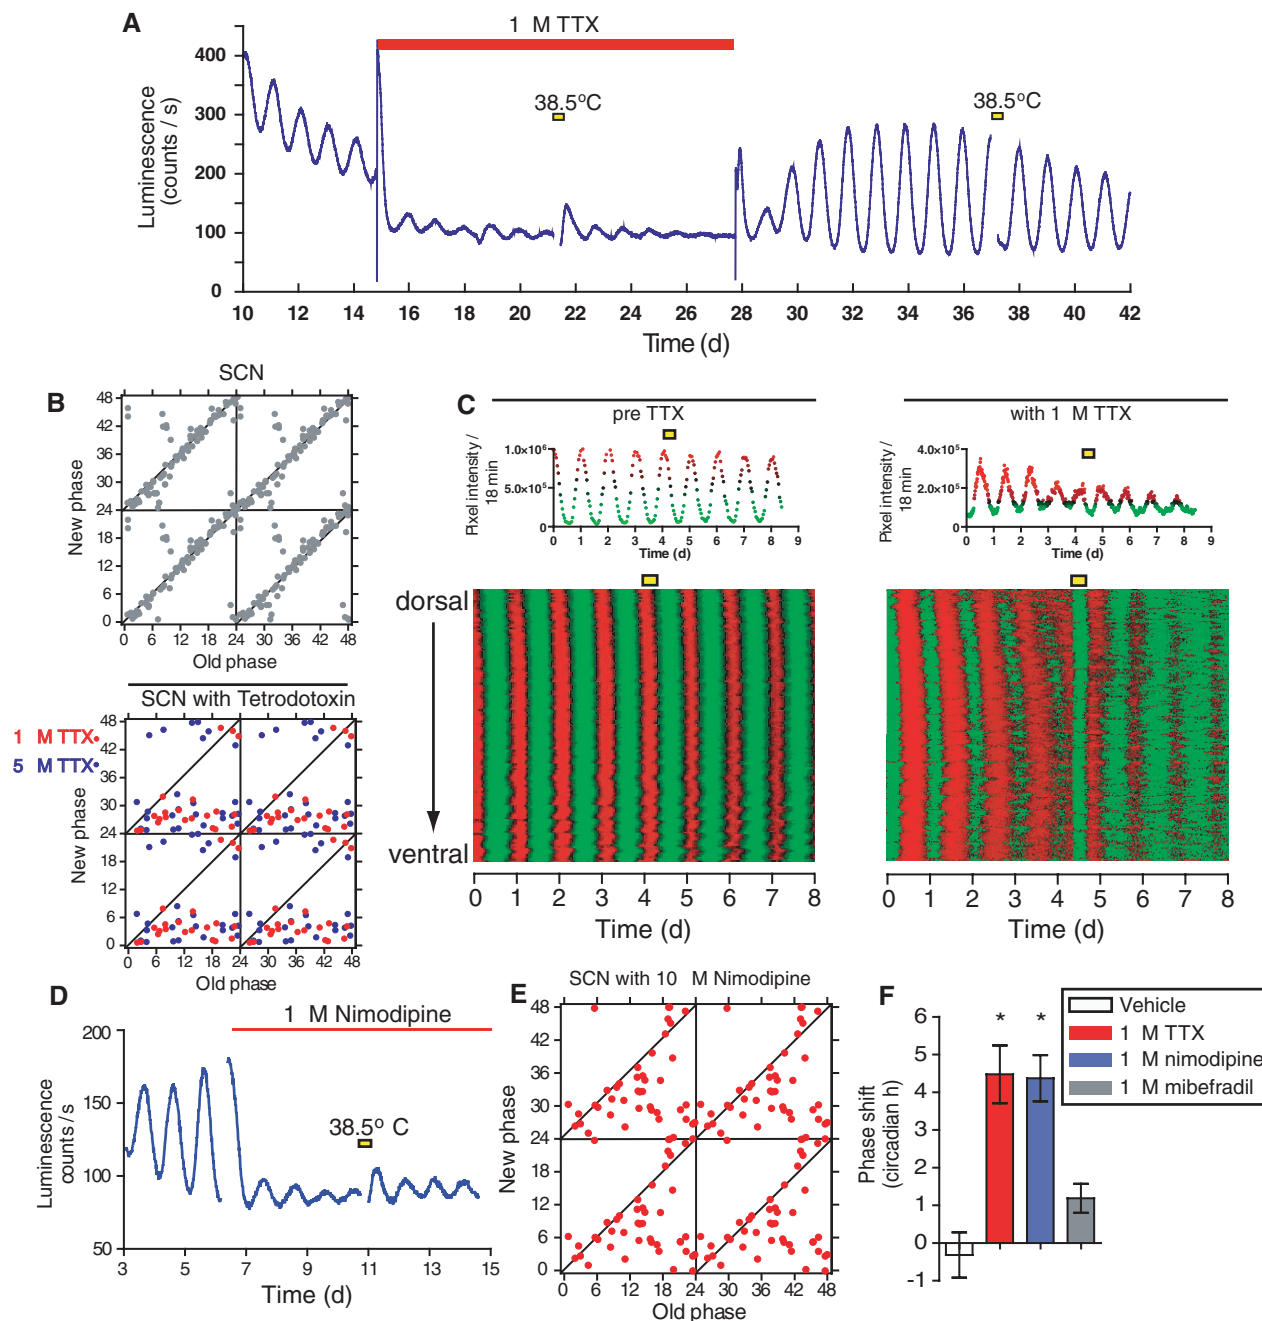 A
1 M TTX
Luminescence
(counts / s)
400
300
200
100
0
38.5°C
38.5°C
10 12 14 16 18 20 22 24 26 28 30 32 34 36 38 40 42
Time (d)
B
SCN
New phase
48
42
36
30
24
18
12
6
0
0 6 12 18 24 30 36 42 48
Old phase
SCN with Tetrodotoxin
1 M TTX
5 M TTX
New phase
48
42
36
30
24
18
12
6
0
0 6 12 18 24 30 36 42 48
Old phase
C
pre TTX
Pixel intensity /
18 min
1.0×10⁶
5.0×10⁵
0
0 1 2 3 4 5 6 7 8 9
Time (d)
with 1 M TTX
Pixel intensity /
18 min
4.0×10⁵
2.0×10⁵
0
0 1 2 3 4 5 6 7 8 9
Time (d)
dorsal
ventral
0 1 2 3 4 5 6 7 8
Time (d)
0 1 2 3 4 5 6 7 8
Time (d)
D
1 M Nimodipine
Luminescence
counts / s
200
150
100
50
38.5° C
3 5 7 9 11 13 15
Time (d)
E
SCN with 10 M Nimodipine
New phase
48
42
36
30
24
18
12
6
0
0 6 12 18 24 30 36 42 48
Old phase
F
Vehicle
1 M TTX
1 M nimodipine
1 M mibefradil
Phase shift
(circadian h)
6
5
4
3
2
1
0
-1
* *